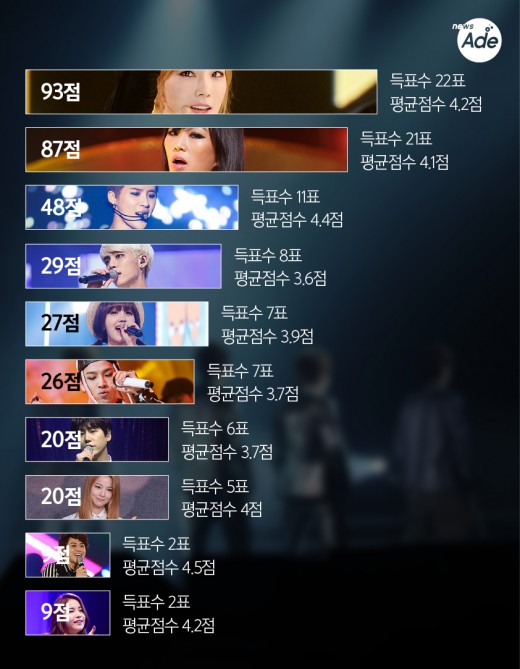 news
Ade
93점
득표수 22표
평균점수 4.2점
87점
득표수 21표
평균점수 4.1점
48점
득표수 11표
평균점수 4.4점
29점
득표수 8표
평균점수 3.6점
27점
득표수 7표
평균점수 3.9점
26점
득표수 7표
평균점수 3.7점
20점
득표수 6표
평균점수 3.7점
20점
득표수 5표
평균점수 4점
점
득표수 2표
평균점수 4.5점
9점
득표수 2표
평균점수 4.2점